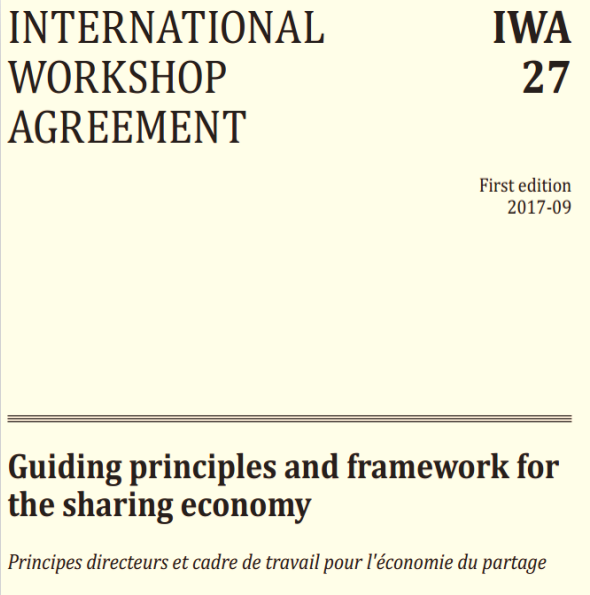 INTERNATIONAL
WORKSHOP
AGREEMENT
IWA
27
First edition
2017-09
Guiding principles and framework for
the sharing economy
Principes directeurs et cadre de travail pour l'économie du partage